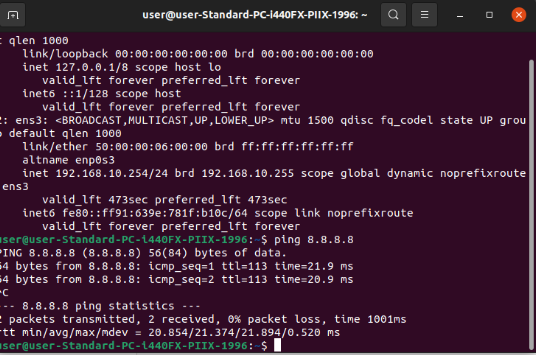 user@user-Standard-PC-i440FX-PIIX-1996: ~
t qlen 1000
link/loopback 00:00:00:00:00:00 brd 00:00:00:00:00:00
inet 127.0.0.1/8 scope host lo
valid_lft forever preferred_lft forever
inet6 ::1/128 scope host
valid_lft forever preferred_lft forever
2: ens3: <BROADCAST,MULTICAST,UP,LOWER_UP> mtu 1500 qdisc fq_codel state UP grou
p default qlen 1000
link/ether 50:00:00:06:00:00 brd ff:ff:ff:ff:ff:ff
altname enp0s3
inet 192.168.10.254/24 brd 192.168.10.255 scope global dynamic noprefixroute
ens3
valid_lft 473sec preferred_lft 473sec
inet6 fe80::ff91:639e:781f:b10c/64 scope link noprefixroute
valid_lft forever preferred_lft forever
user@user-Standard-PC-i440FX-PIIX-1996:~$ ping 8.8.8.8
PING 8.8.8.8 (8.8.8.8) 56(84) bytes of data.
64 bytes from 8.8.8.8: icmp_seq=1 ttl=113 time=21.9 ms
64 bytes from 8.8.8.8: icmp_seq=2 ttl=113 time=20.9 ms
^C
--- 8.8.8.8 ping statistics ---
2 packets transmitted, 2 received, 0% packet loss, time 1001ms
rtt min/avg/max/mdev = 20.854/21.374/21.894/0.520 ms
user@user-Standard-PC-i440FX-PIIX-1996:~$